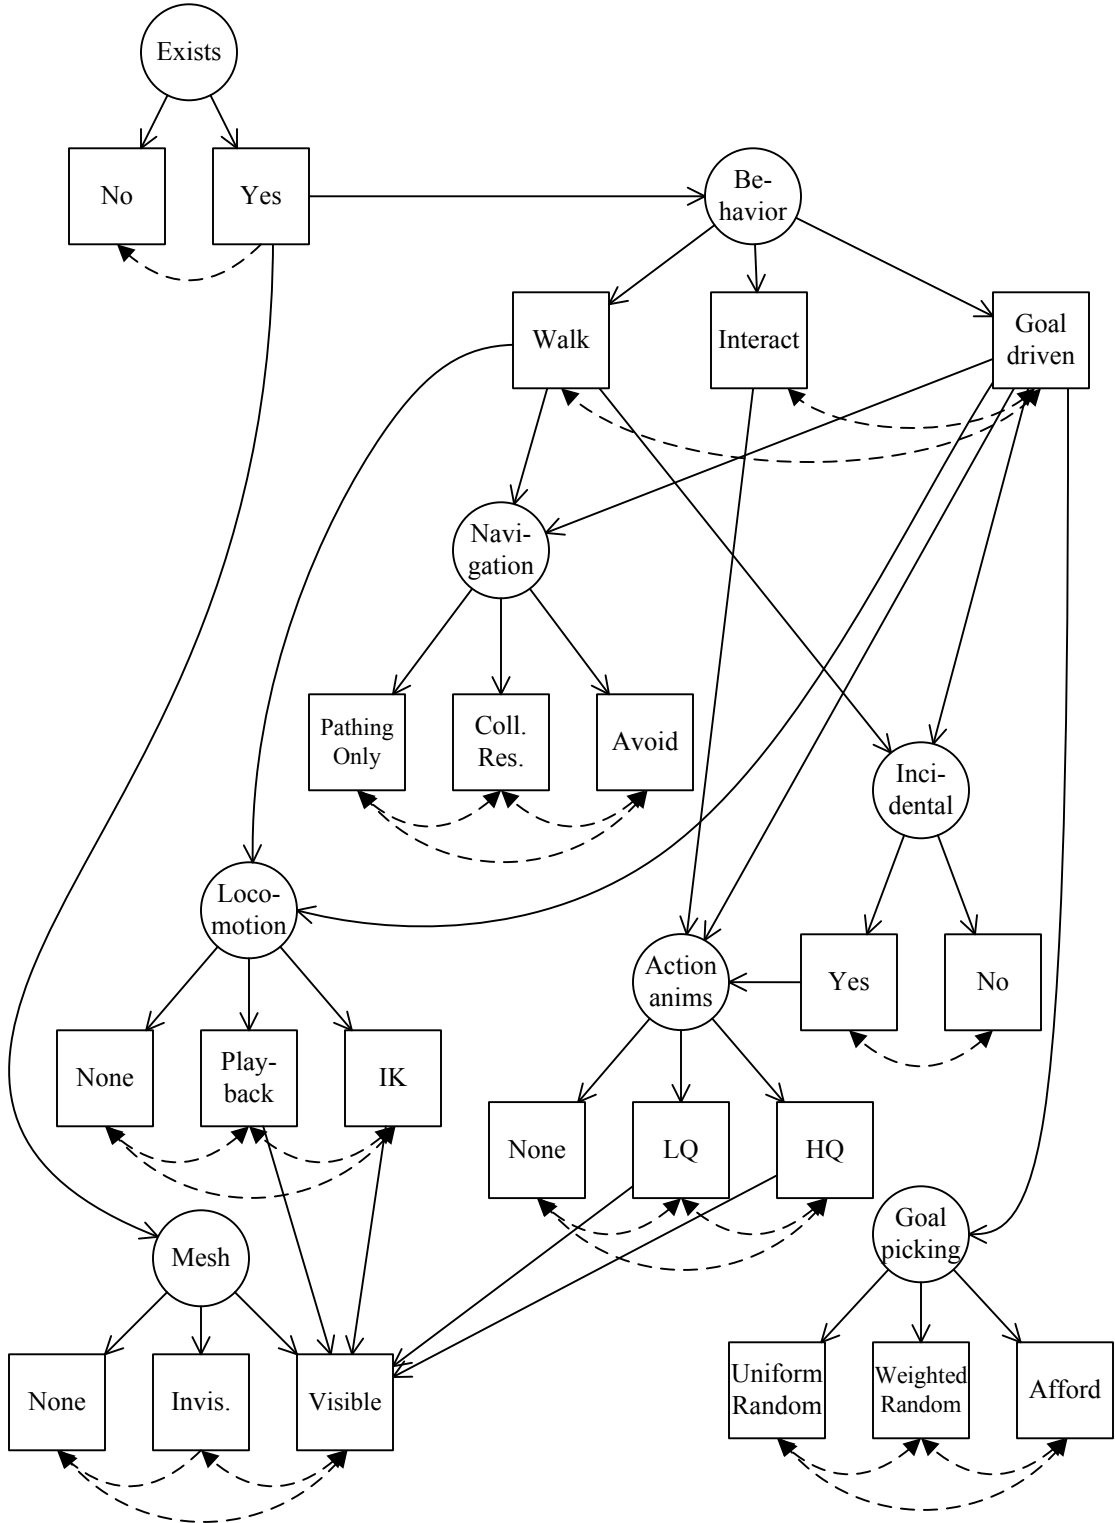 Exists
No
Yes
Be-
havior
Walk
Interact
Goal
driven
Navi-
gation
Pathing
Only
Coll.
Res.
Avoid
Inci-
dental
Loco-
motion
Action
anims
Yes
No
None
Play-
back
IK
None
LQ
HQ
Mesh
Goal
picking
None
Invis.
Visible
Uniform
Random
Weighted
Random
Afford